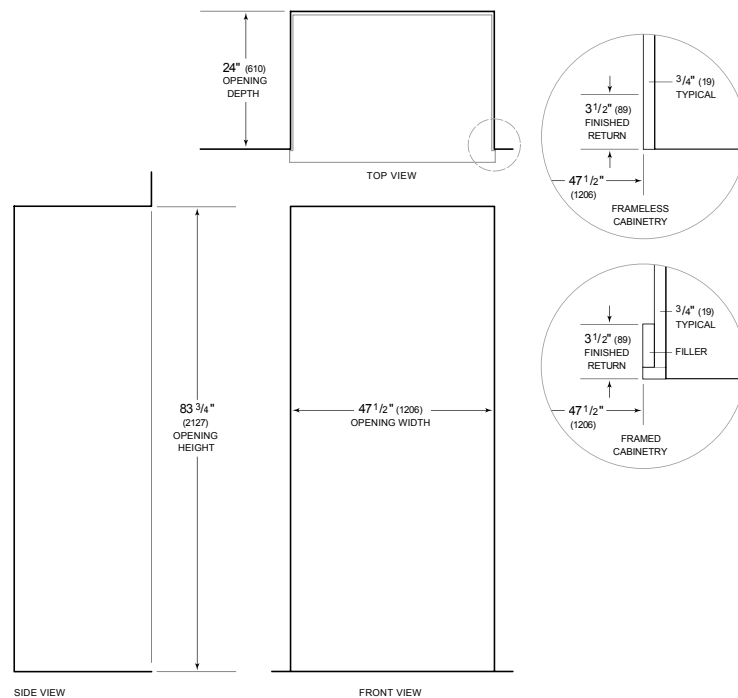 24" (610)
OPENING
DEPTH
TOP VIEW
3/4" (19)
TYPICAL
3 1/2" (89)
FINISHED
RETURN
47 1/2"
(1206)
FRAMELESS
CABINETRY
3/4" (19)
TYPICAL
3 1/2" (89)
FINISHED
RETURN
FILLER
47 1/2"
(1206)
FRAMED
CABINETRY
83 3/4"
(2127)
OPENING
HEIGHT
47 1/2" (1206)
OPENING WIDTH
SIDE VIEW
FRONT VIEW